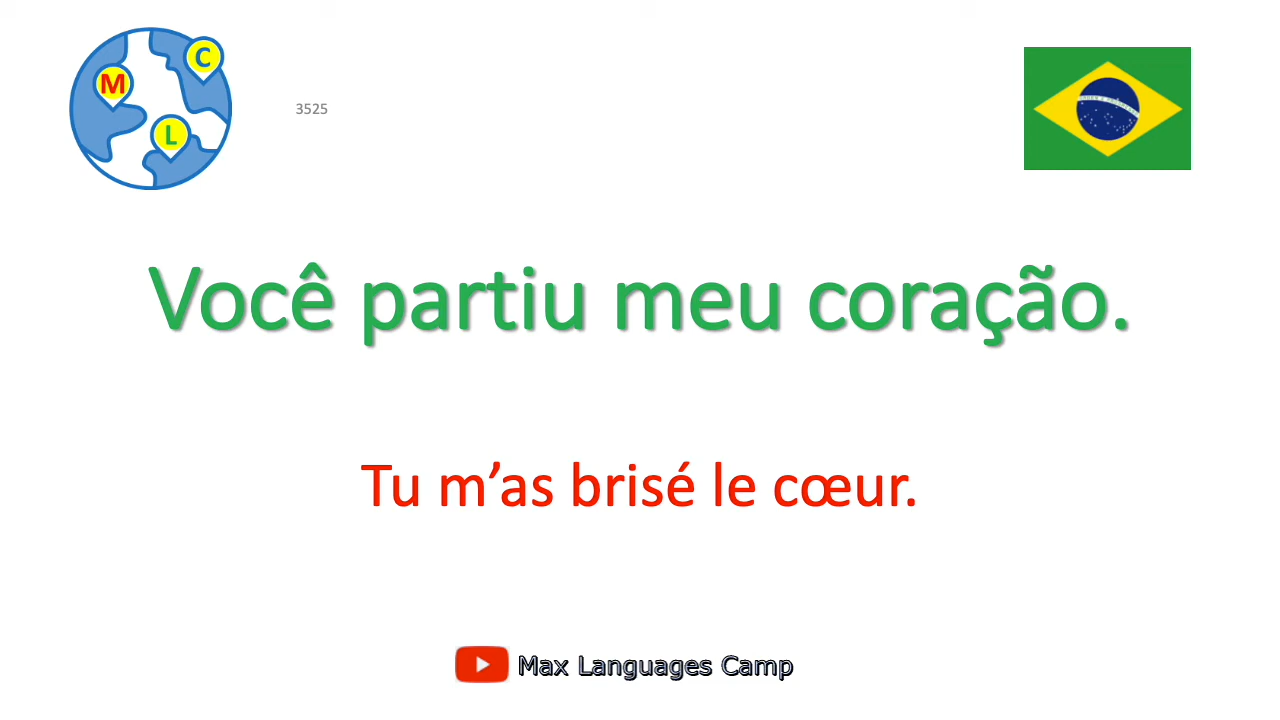 C
M
3525
L
Você partiu meu coração.
Tu m’as brisé le cœur.
Max Languages Camp